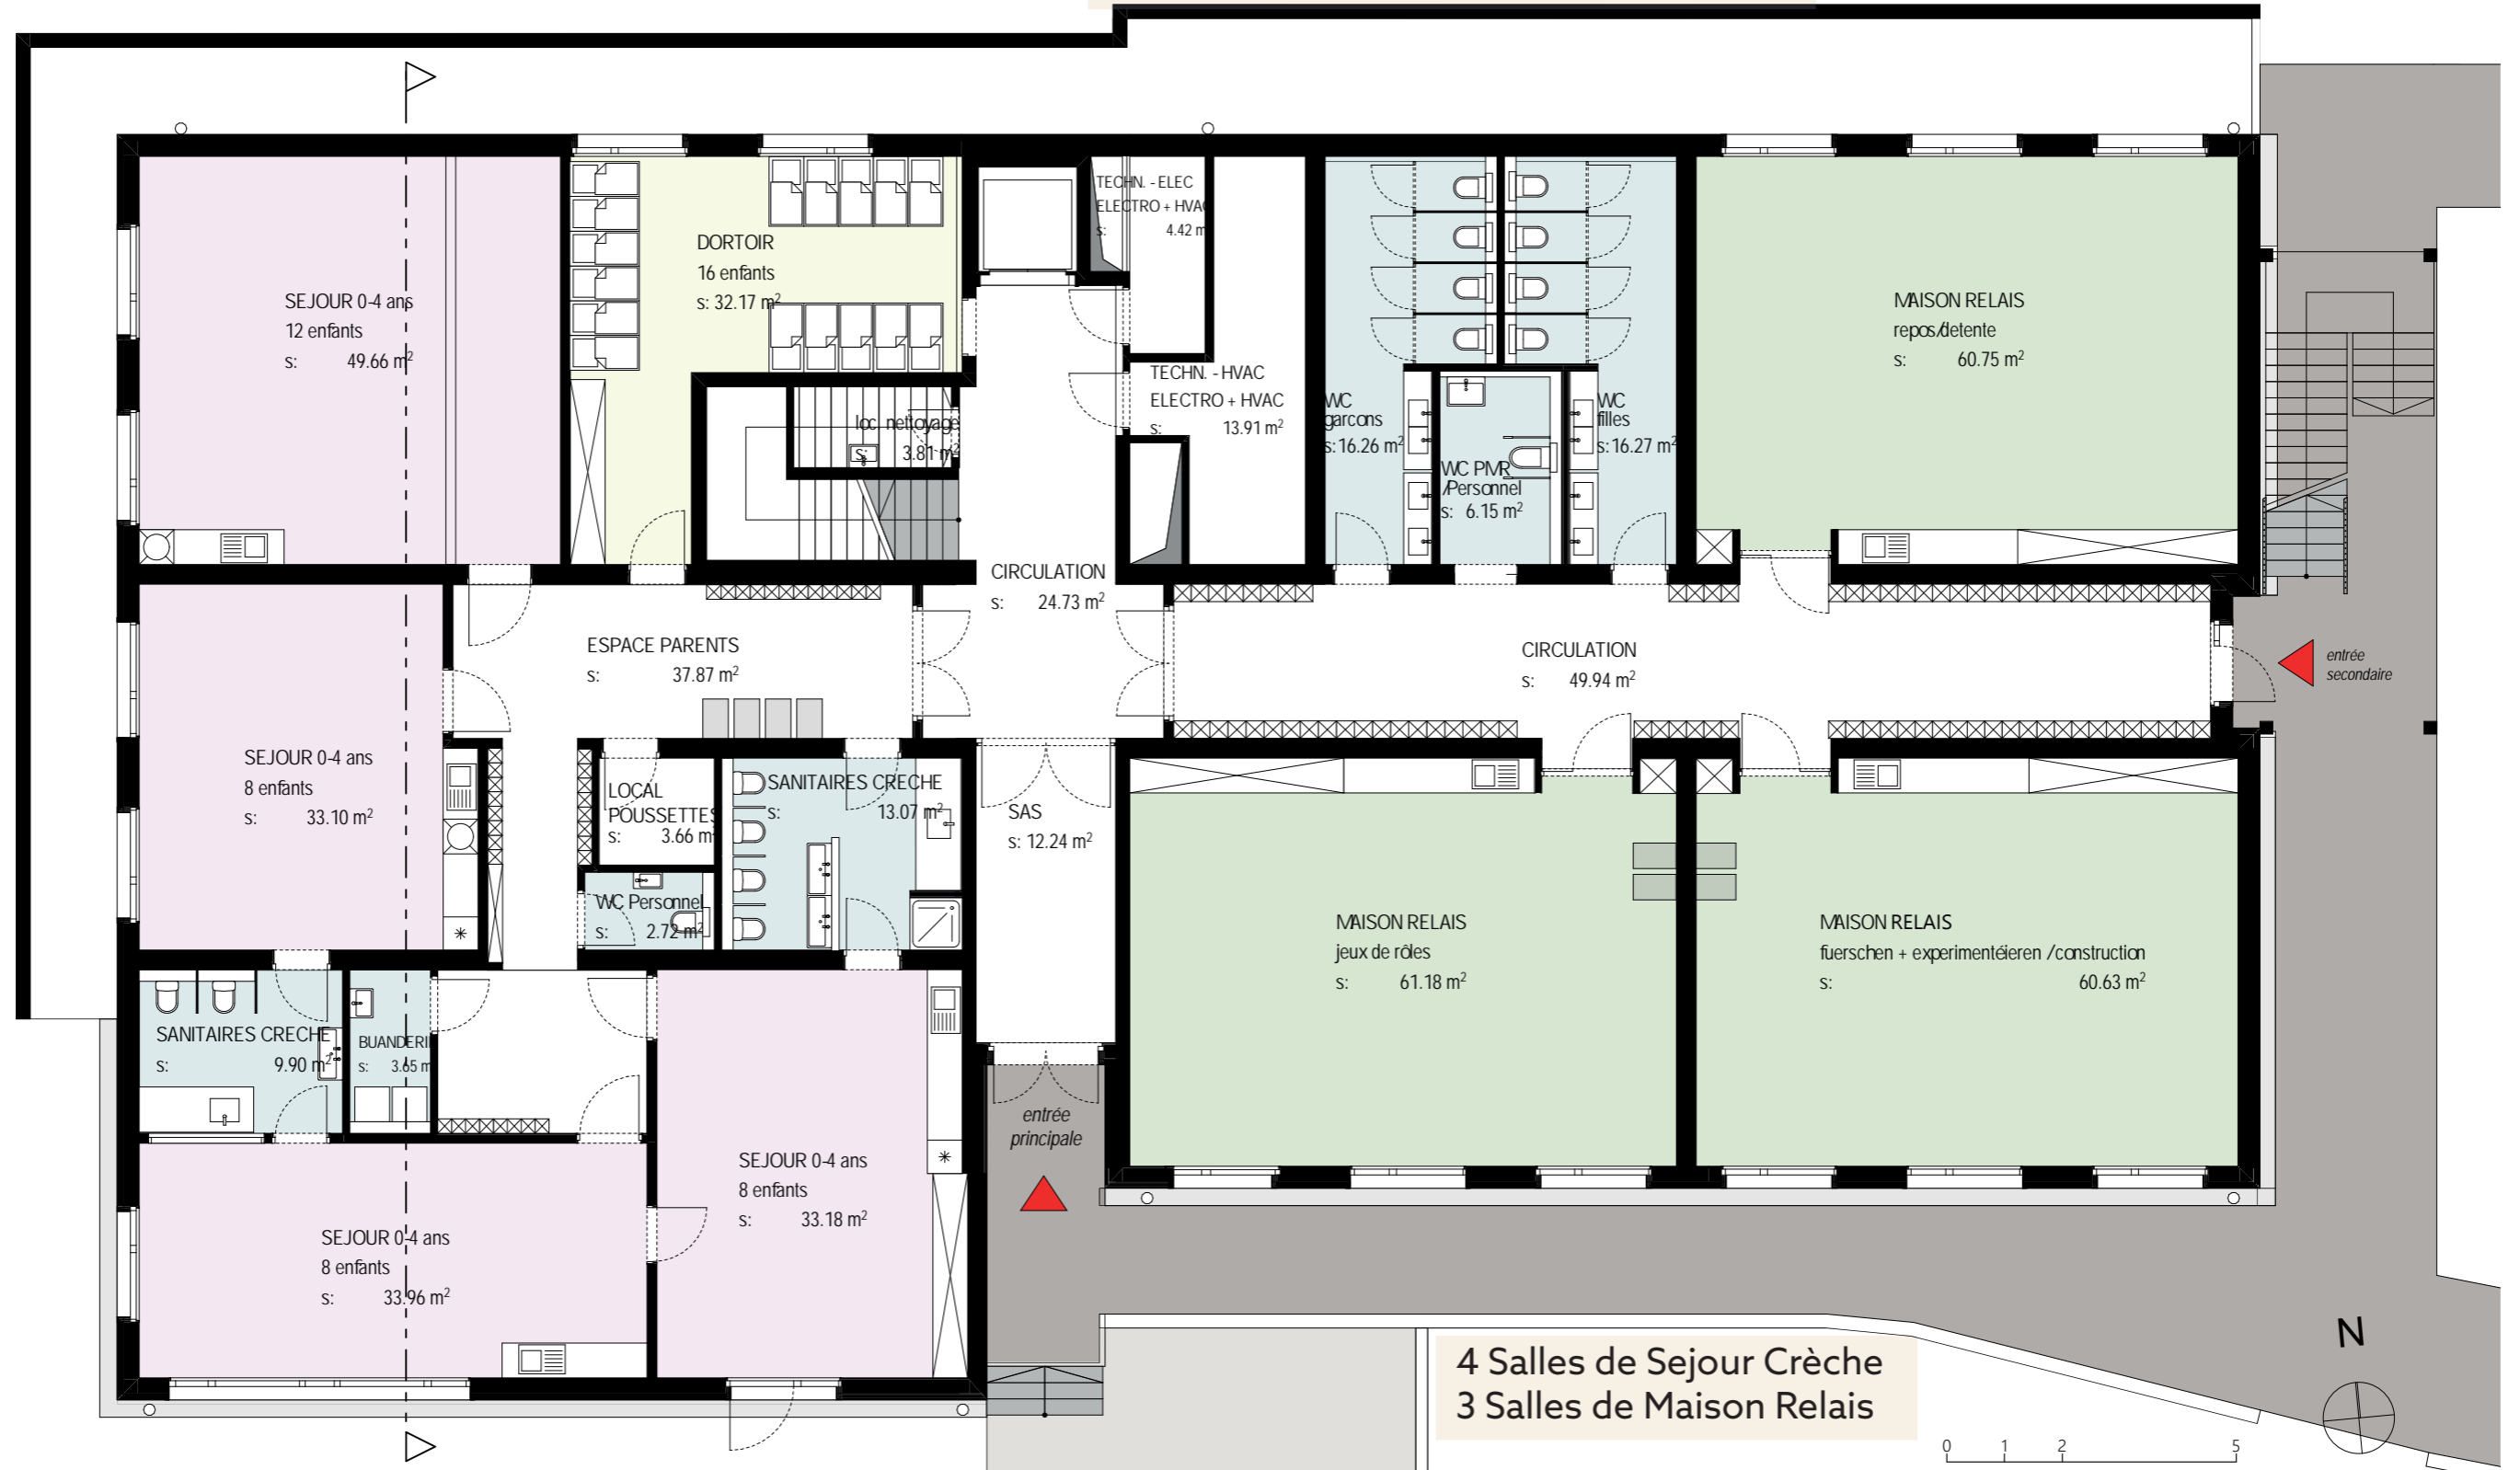 TECHN. - ELEC
ELECTRO + HVAC
s: 4.42 m
DORTOIR
16 enfants
s: 32.17 m²
SEJOUR 0-4 ans
12 enfants
s: 49.66 m²
MAISON RELAIS
repos/detente
s: 60.75 m²
TECHN. - HVAC
ELECTRO + HVAC
s: 13.91 m²
loc nettoyage
s: 3.81 m²
WC
garcons
s: 16.26 m²
WC PMR
/Personnel
s: 6.15 m²
WC
filles
s: 16.27 m²
CIRCULATION
s: 24.73 m²
ESPACE PARENTS
s: 37.87 m²
CIRCULATION
s: 49.94 m²
entrée
secondaire
SEJOUR 0-4 ans
8 enfants
s: 33.10 m²
LOCAL
POUSSETTES
s: 3.66 m
SANITAIRES CRECHE
s: 13.07 m²
SAS
s: 12.24 m²
WC Personnel
s: 2.72 m²
MAISON RELAIS
jeux de rôles
s: 61.18 m²
MAISON RELAIS
fuerschen + experimentéieren /construction
s: 60.63 m²
SANITAIRES CRECHE
s: 9.90 m²
BUANDERI
s: 3.65 m
entrée
principale
SEJOUR 0-4 ans
8 enfants
s: 33.18 m²
SEJOUR 0-4 ans
8 enfants
s: 33.96 m²
4 Salles de Sejour Crèche
3 Salles de Maison Relais
N
0 1 2 5